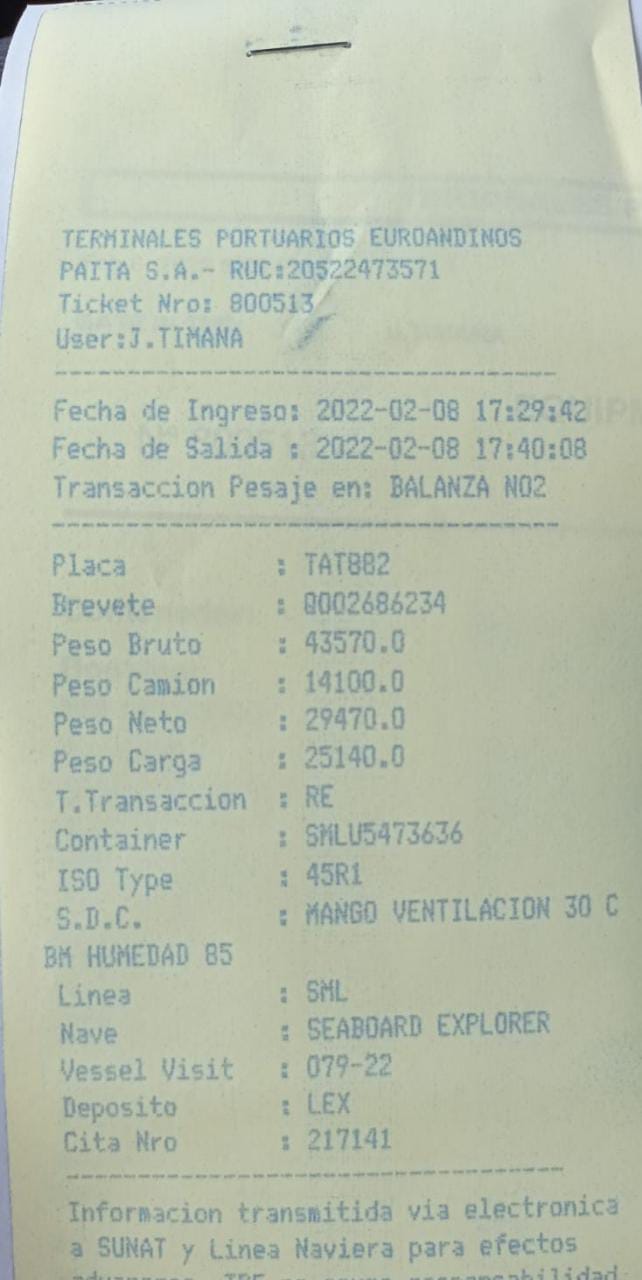 TERMINALES PORTUARIOS EUROANDINOS
PAITA S.A.- RUC:20522473571
Ticket Nro: 800513
User:J.TIMANA
Fecha de Ingreso: 2022-02-08 17:29:42
Fecha de Salida : 2022-02-08 17:40:08
Transaccion Pesaje en: BALANZA NO2
Placa : TAT882
Brevete : Q002686234
Peso Bruto : 43570.0
Peso Camion : 14100.0
Peso Neto : 29470.0
Peso Carga : 25140.0
T.Transaccion : RE
Container : SMLU5473636
ISO Type : 45R1
S.D.C. : MANGO VENTILACION 30 C
BM HUMEDAD 85
Linea : SML
Nave : SEABOARD EXPLORER
Vessel Visit : 079-22
Deposito : LEX
Cita Nro : 217141
Informacion transmitida via electronica
a SUNAT y Linea Naviera para efectos